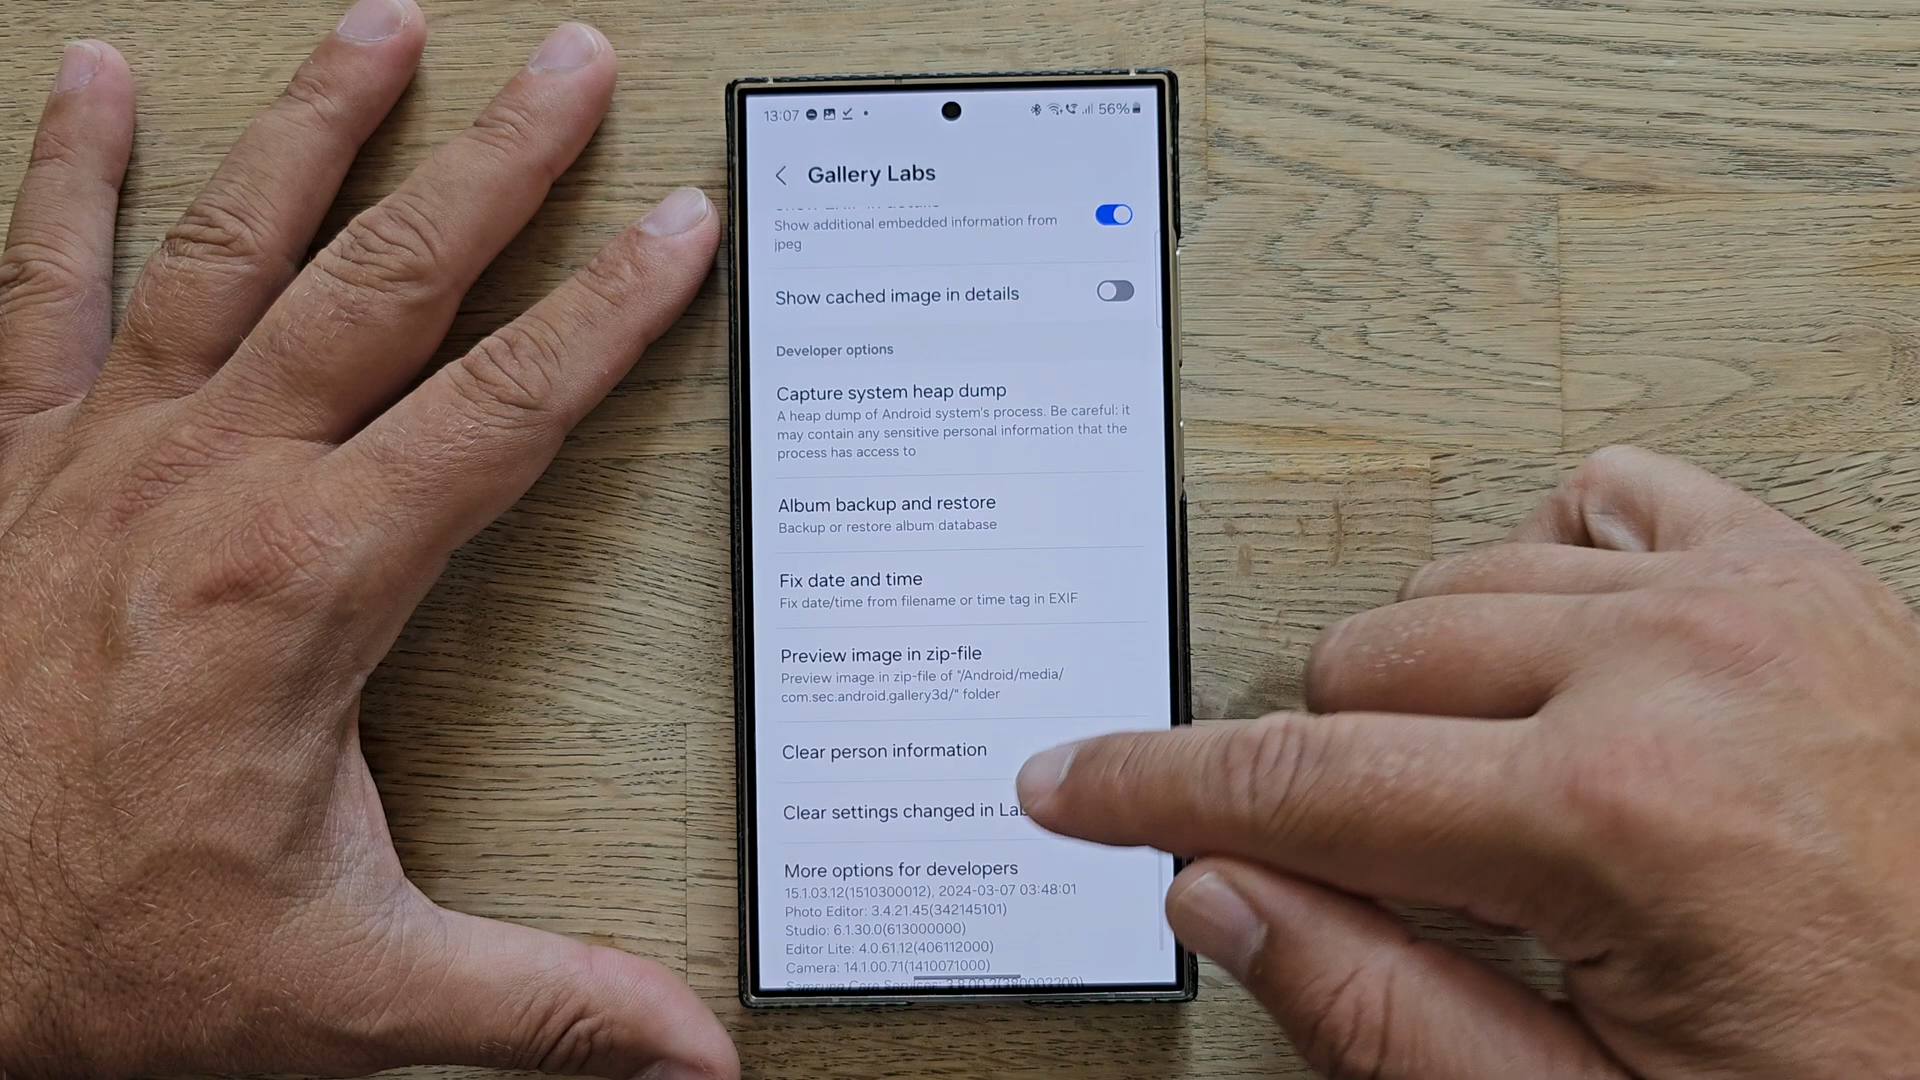 13:07 56%
Gallery Labs
Show additional embedded information from
jpeg
Show cached image in details
Developer options
Capture system heap dump
A heap dump of Android system's process. Be careful: it
may contain any sensitive personal information that the
process has access to
Album backup and restore
Backup or restore album database
Fix date and time
Fix date/time from filename or time tag in EXIF
Preview image in zip-file
Preview image in zip-file of "/Android/media/
com.sec.android.gallery3d/" folder
Clear person information
Clear settings changed in
More options for developers
15.1.03.12(1510300012), 2024-03-07 03:48:01
Photo Editor: 3.4.21.45(342145101)
Studio: 6.1.30.0(613000000)
Editor Lite: 4.0.61.12(406112000)
Camera: 14.1.00.71(1410071000)